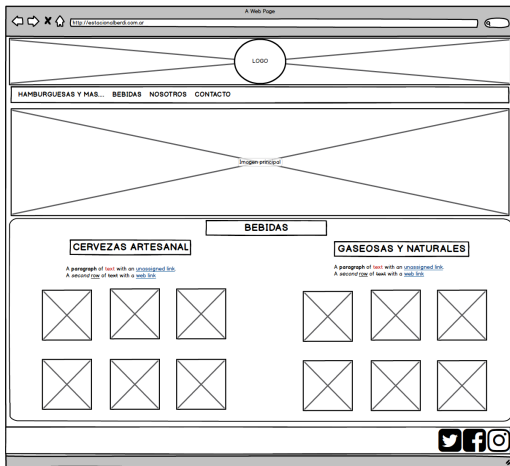 A Web Page
http://estacionalberdi.com.ar
LOGO
HAMBURGUESAS Y MAS... BEBIDAS NOSOTROS CONTACTO
Imagen principal
BEBIDAS
CERVEZAS ARTESANAL
A paragraph of text with an unassigned link.
A second row of text with a web link
GASEOSAS Y NATURALES
A paragraph of text with an unassigned link.
A second row of text with a web link